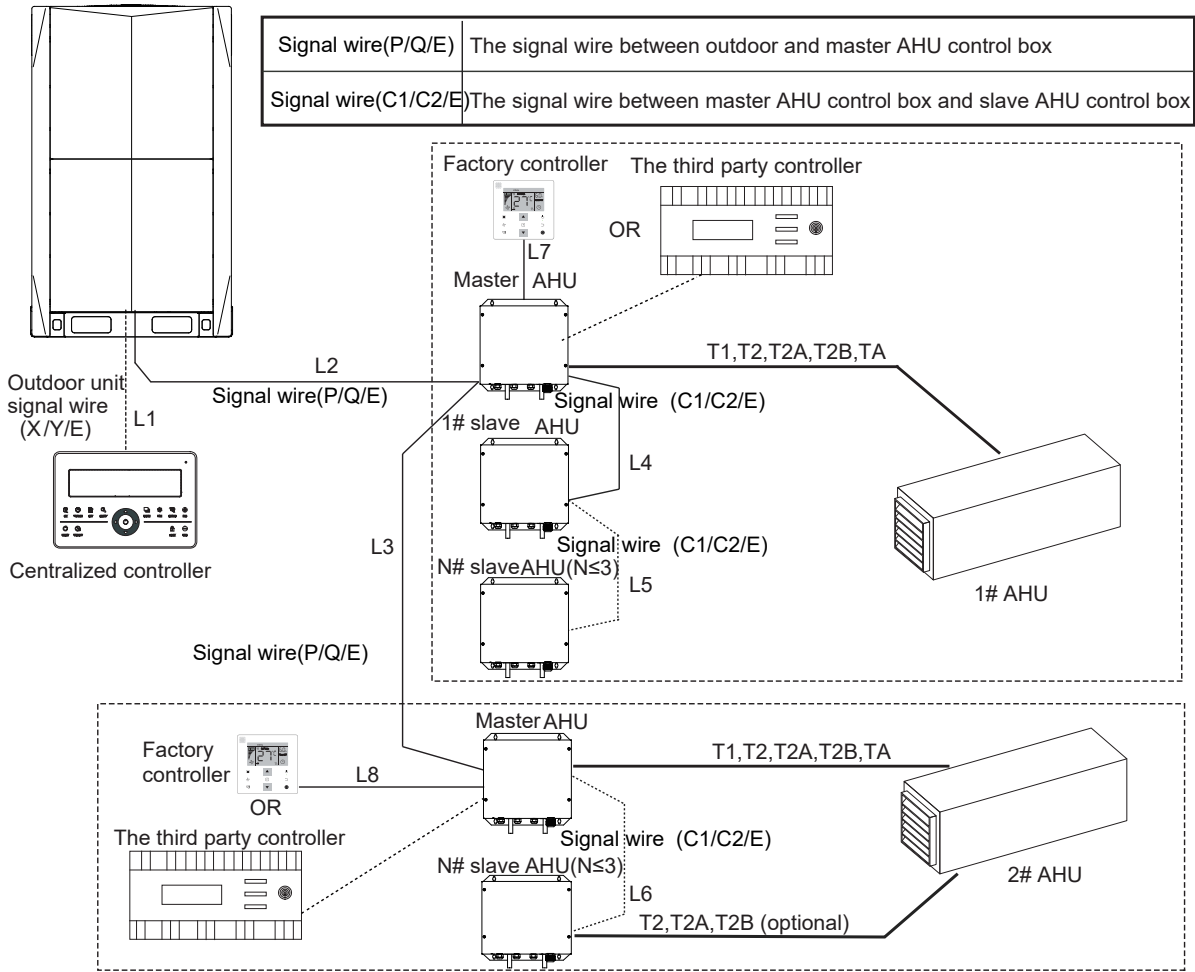 Signal wire(P/Q/E) The signal wire between outdoor and master AHU control box
Signal wire(C1/C2/E) The signal wire between master AHU control box and slave AHU control box
Factory controller
The third party controller
OR
L7
Master AHU
T1,T2,T2A,T2B,TA
L2
Signal wire(P/Q/E)
Outdoor unit
signal wire
(X/Y/E)
L1
Signal wire (C1/C2/E)
1# slave AHU
L4
Centralized controller
L3
Signal wire (C1/C2/E)
N# slaveAHU(N≤3)
L5
1# AHU
Signal wire(P/Q/E)
Master AHU
Factory
controller
L8
OR
T1,T2,T2A,T2B,TA
The third party controller
Signal wire (C1/C2/E)
N# slave AHU(N≤3)
L6
2# AHU
T2,T2A,T2B (optional)